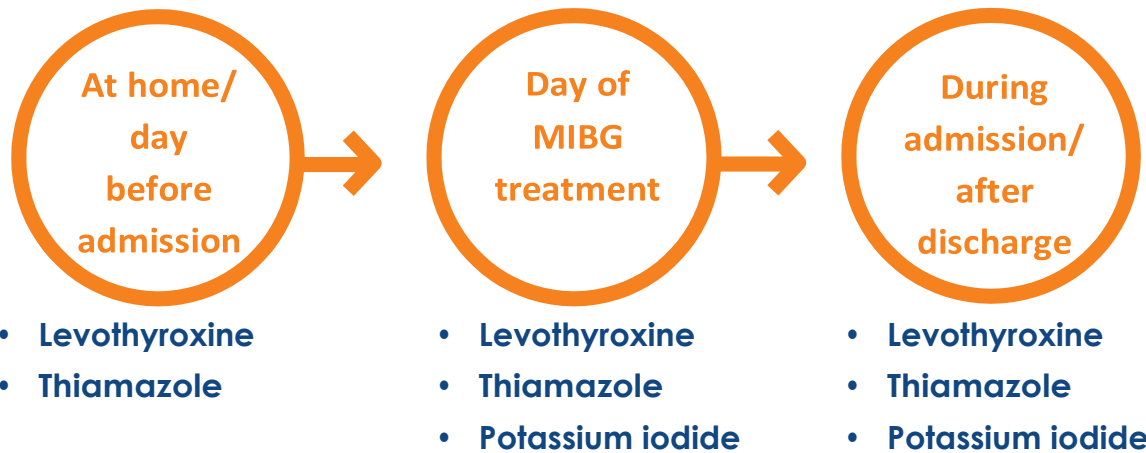 At home/
day
before
admission
Day of
MIBG
treatment
During
admission/
after
discharge
• Levothyroxine
• Thiamazole
• Levothyroxine
• Thiamazole
• Potassium iodide
• Levothyroxine
• Thiamazole
• Potassium iodide